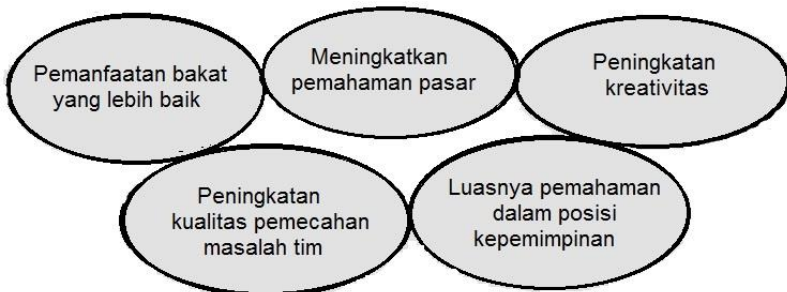 Pemanfaatan bakat
yang lebih baik
Meningkatkan
pemahaman pasar
Peningkatan
kreativitas
Peningkatan
kualitas pemecahan
masalah tim
Luasnya pemahaman
dalam posisi
kepemimpinan